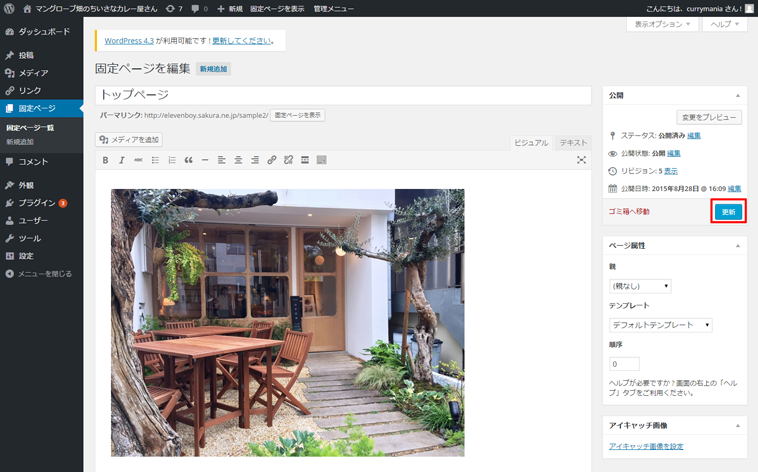 マングローブ畑のちいさなカレー屋さん 7 0 新規 固定ページを表示 管理メニュー こんにちは、currymania さん!
表示オプション ヘルプ
ダッシュボード
投稿
メディア
リンク
固定ページ
固定ページ一覧
新規追加
コメント
外観
プラグイン 3
ユーザー
ツール
設定
メニューを閉じる
WordPress 4.3 が利用可能です ! 更新してください。
固定ページを編集 新規追加
トップページ
パーマリンク: http://elevenboy.sakura.ne.jp/sample2/ 固定ページを表示
メディアを追加
ビジュアル テキスト
B I ABC
公開
変更をプレビュー
ステータス: 公開済み 編集
公開状態: 公開 編集
リビジョン: 5 表示
公開日時: 2015年8月28日 @ 16:09 編集
ゴミ箱へ移動 更新
ページ属性
親
(親なし)
テンプレート
デフォルトテンプレート
順序
0
ヘルプが必要ですか ? 画面の右上の「ヘル
プ」タブをご利用ください。
アイキャッチ画像
アイキャッチ画像を設定